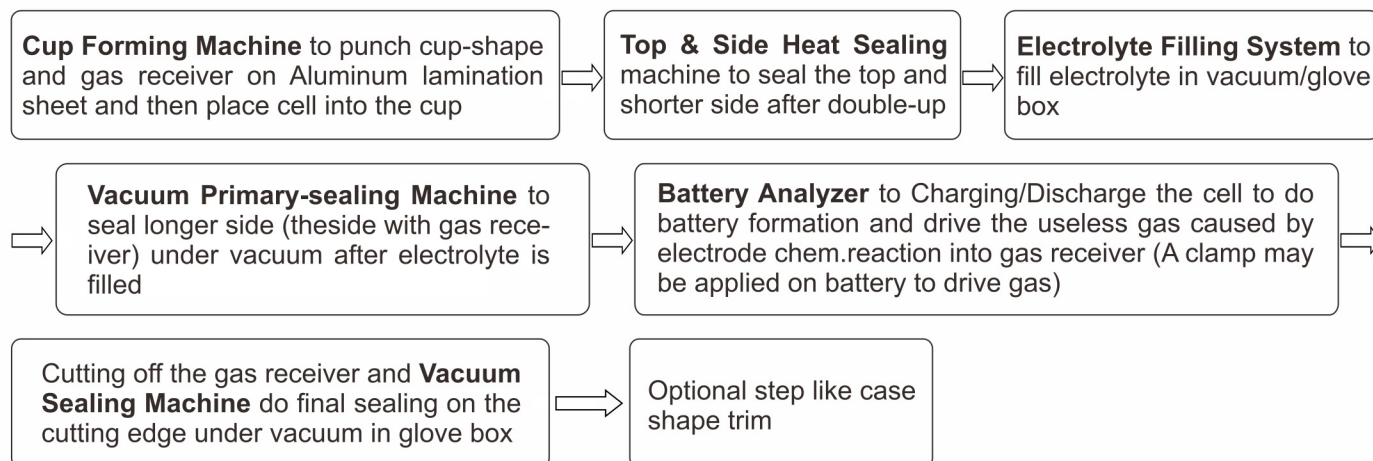 Cup Forming Machine to punch cup-shape
and gas receiver on Aluminum lamination
sheet and then place cell into the cup
Top & Side Heat Sealing
machine to seal the top and
shorter side after double-up
Electrolyte Filling System to
fill electrolyte in vacuum/glove
box
Vacuum Primary-sealing Machine to
seal longer side (theside with gas rece-
iver) under vacuum after electrolyte is
filled
Battery Analyzer to Charging/Discharge the cell to do
battery formation and drive the useless gas caused by
electrode chem.reaction into gas receiver (A clamp may
be applied on battery to drive gas)
Cutting off the gas receiver and Vacuum
Sealing Machine do final sealing on the
cutting edge under vacuum in glove box
Optional step like case
shape trim